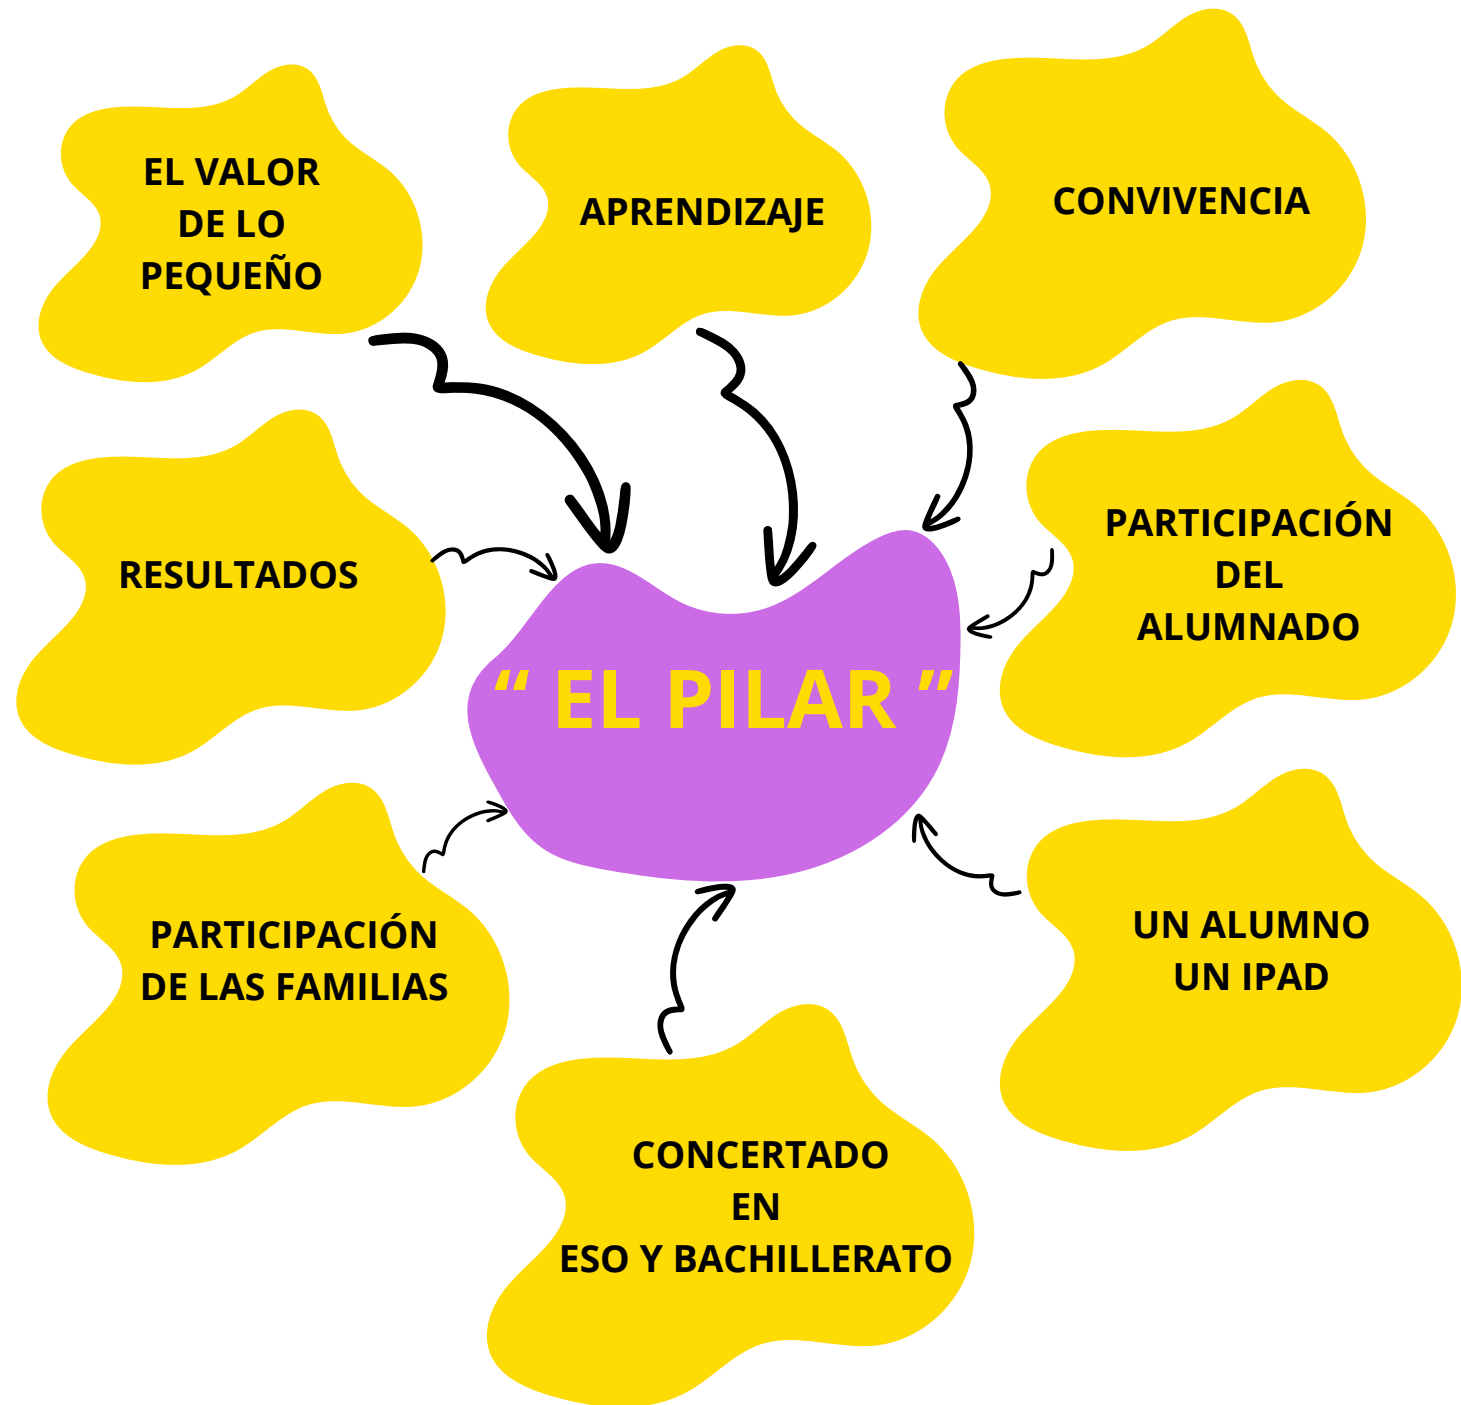 EL VALOR
DE LO
PEQUEÑO
APRENDIZAJE
CONVIVENCIA
RESULTADOS
PARTICIPACIÓN
DEL
ALUMNADO
“ EL PILAR ”
PARTICIPACIÓN
DE LAS FAMILIAS
UN ALUMNO
UN IPAD
CONCERTADO
EN
ESO Y BACHILLERATO